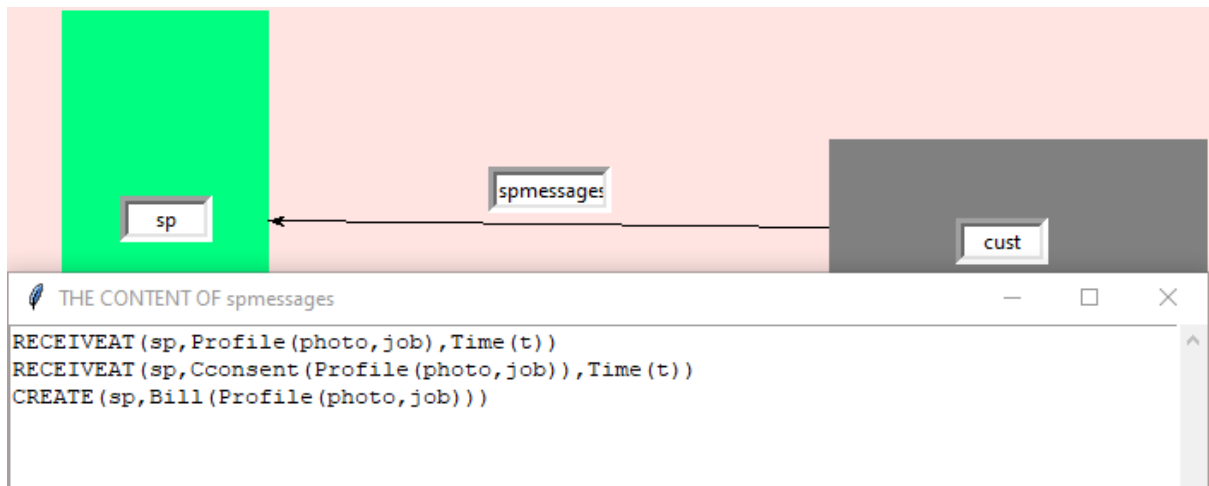 spmessages
sp
cust
THE CONTENT OF spmessages
RECEIVEAT(sp,Profile(photo,job),Time(t))
RECEIVEAT(sp,Cconsent(Profile(photo,job)),Time(t))
CREATE(sp,Bill(Profile(photo,job)))